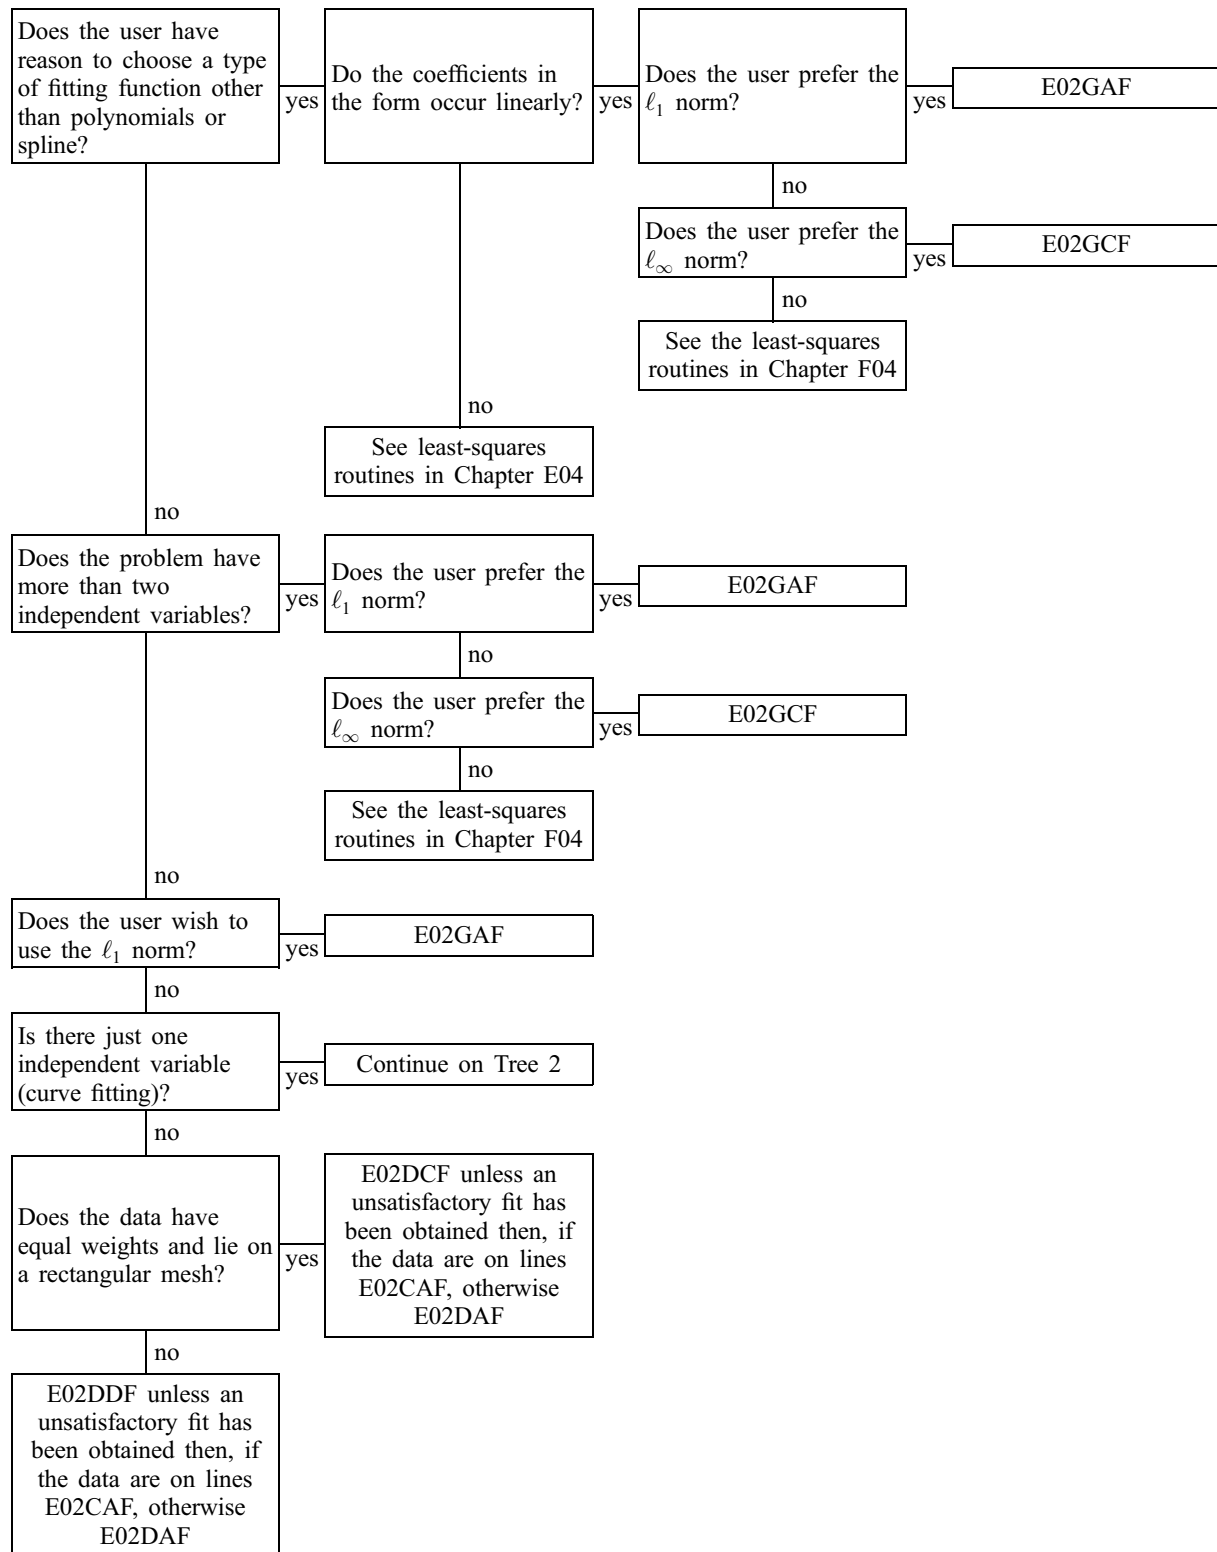 Does the user have
reason to choose a type
of fitting function other
than polynomials or
spline?
yes
Do the coefficients in
the form occur linearly?
yes
Does the user prefer the
ℓ₁ norm?
yes
E02GAF
no
Does the user prefer the
ℓ∞ norm?
yes
E02GCF
no
See the least-squares
routines in Chapter F04
no
See least-squares
routines in Chapter E04
no
Does the problem have
more than two
independent variables?
yes
Does the user prefer the
ℓ₁ norm?
yes
E02GAF
no
Does the user prefer the
ℓ∞ norm?
yes
E02GCF
no
See the least-squares
routines in Chapter F04
no
Does the user wish to
use the ℓ₁ norm?
yes
E02GAF
no
Is there just one
independent variable
(curve fitting)?
yes
Continue on Tree 2
no
Does the data have
equal weights and lie on
a rectangular mesh?
yes
E02DCF unless an
unsatisfactory fit has
been obtained then, if
the data are on lines
E02CAF, otherwise
E02DAF
no
E02DDF unless an
unsatisfactory fit has
been obtained then, if
the data are on lines
E02CAF, otherwise
E02DAF